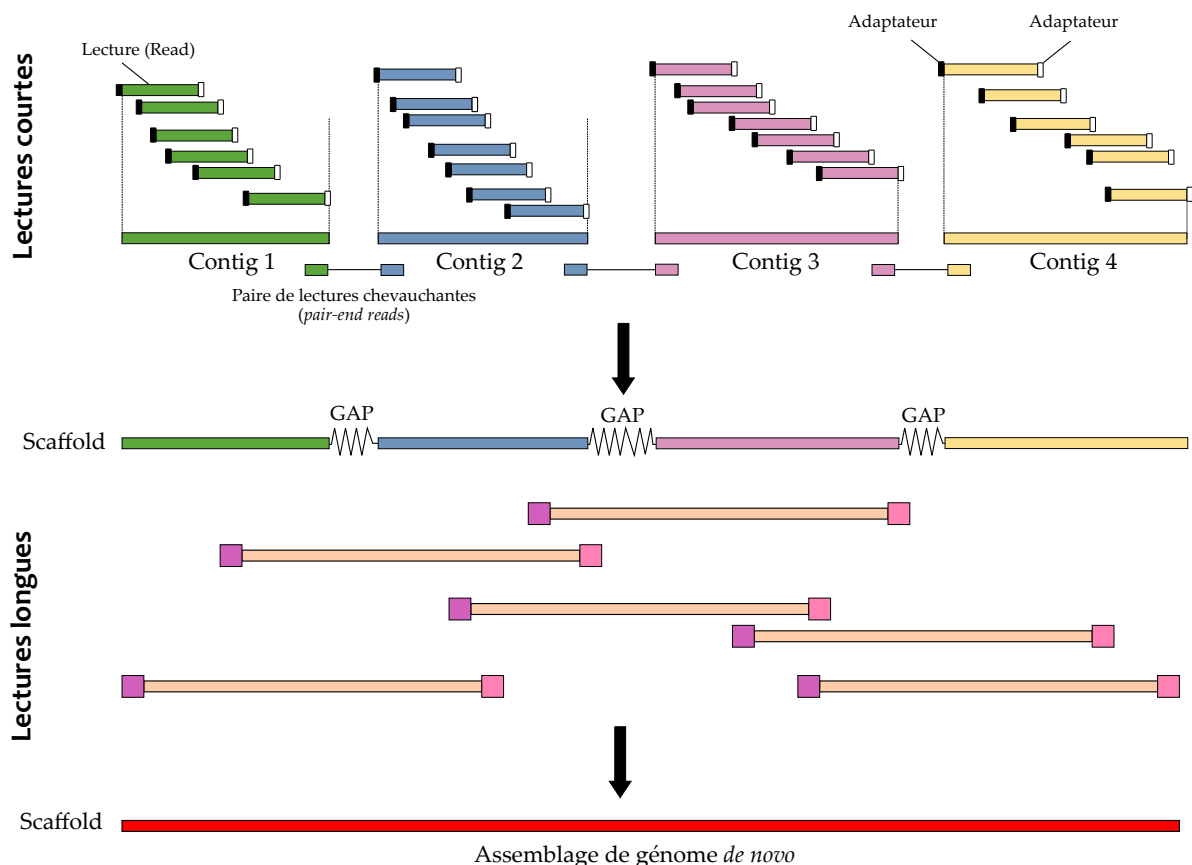 Lectures courtes
Lecture (Read)
Adaptateur
Adaptateur
Contig 1
Contig 2
Contig 3
Contig 4
Paire de lectures chevauchantes
(pair-end reads)
GAP
GAP
GAP
Scaffold
Lectures longues
Scaffold
Assemblage de génome de novo